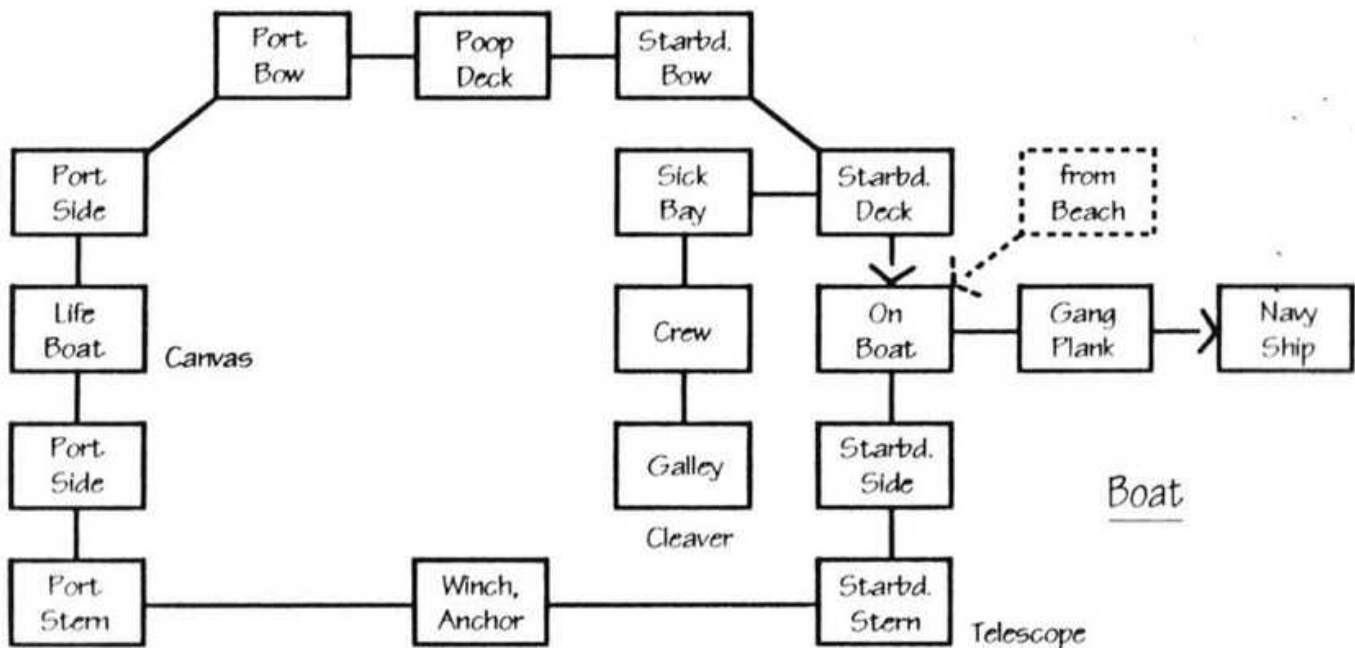 Port
Bow
Poop
Deck
Starbd.
Bow
Port
Side
Sick
Bay
Starbd.
Deck
from
Beach
Life
Boat
Canvas
Crew
On
Boat
Gang
Plank
Navy
Ship
Port
Side
Galley
Cleaver
Starbd.
Side
Boat
Port
Stern
Winch,
Anchor
Starbd.
Stern
Telescope